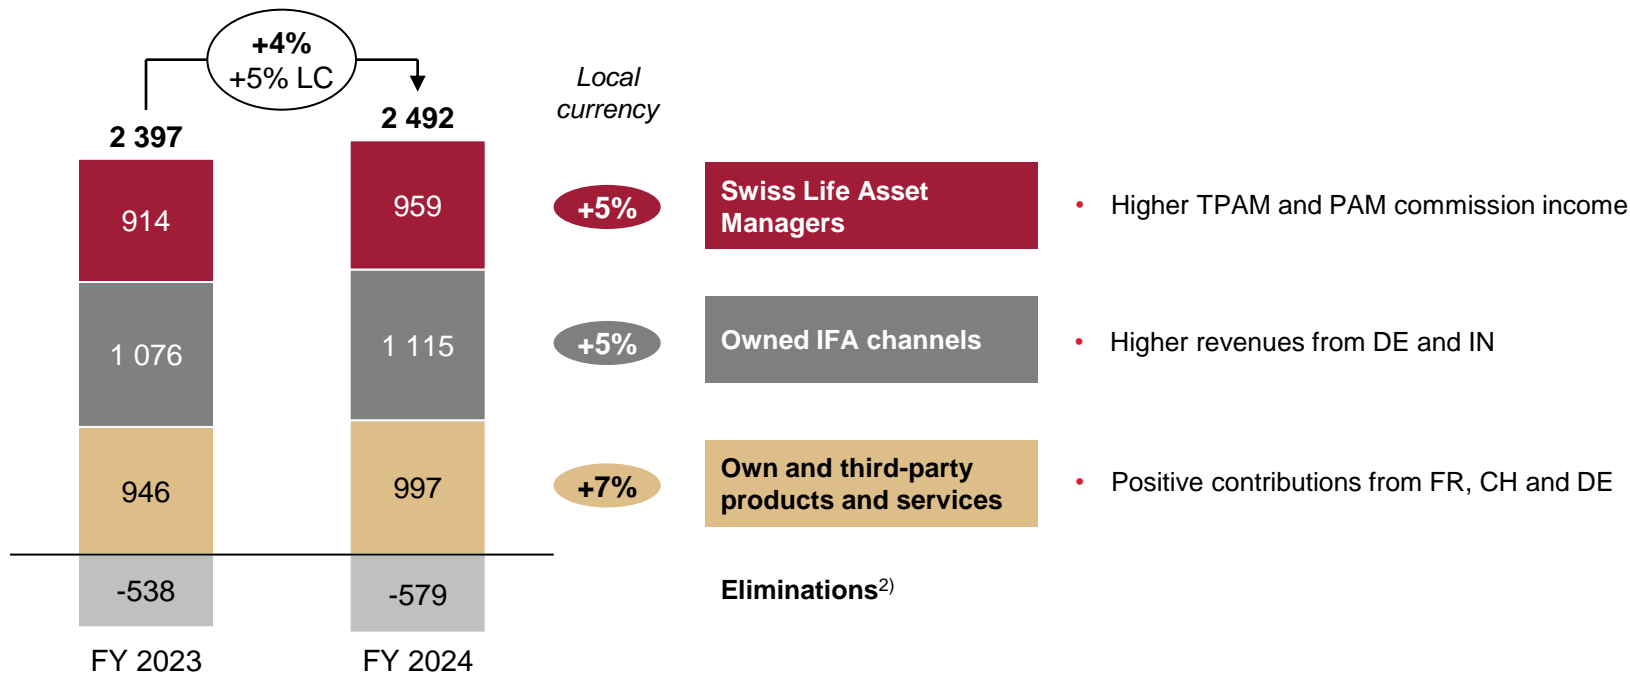 +4%
+5% LC
2 397
2 492
Local
currency
914
959
+5%
Swiss Life Asset
Managers
• Higher TPAM and PAM commission income
1 076
1 115
+5%
Owned IFA channels
• Higher revenues from DE and IN
946
997
+7%
Own and third-party
products and services
• Positive contributions from FR, CH and DE
-538
-579
Eliminations2)
FY 2023
FY 2024